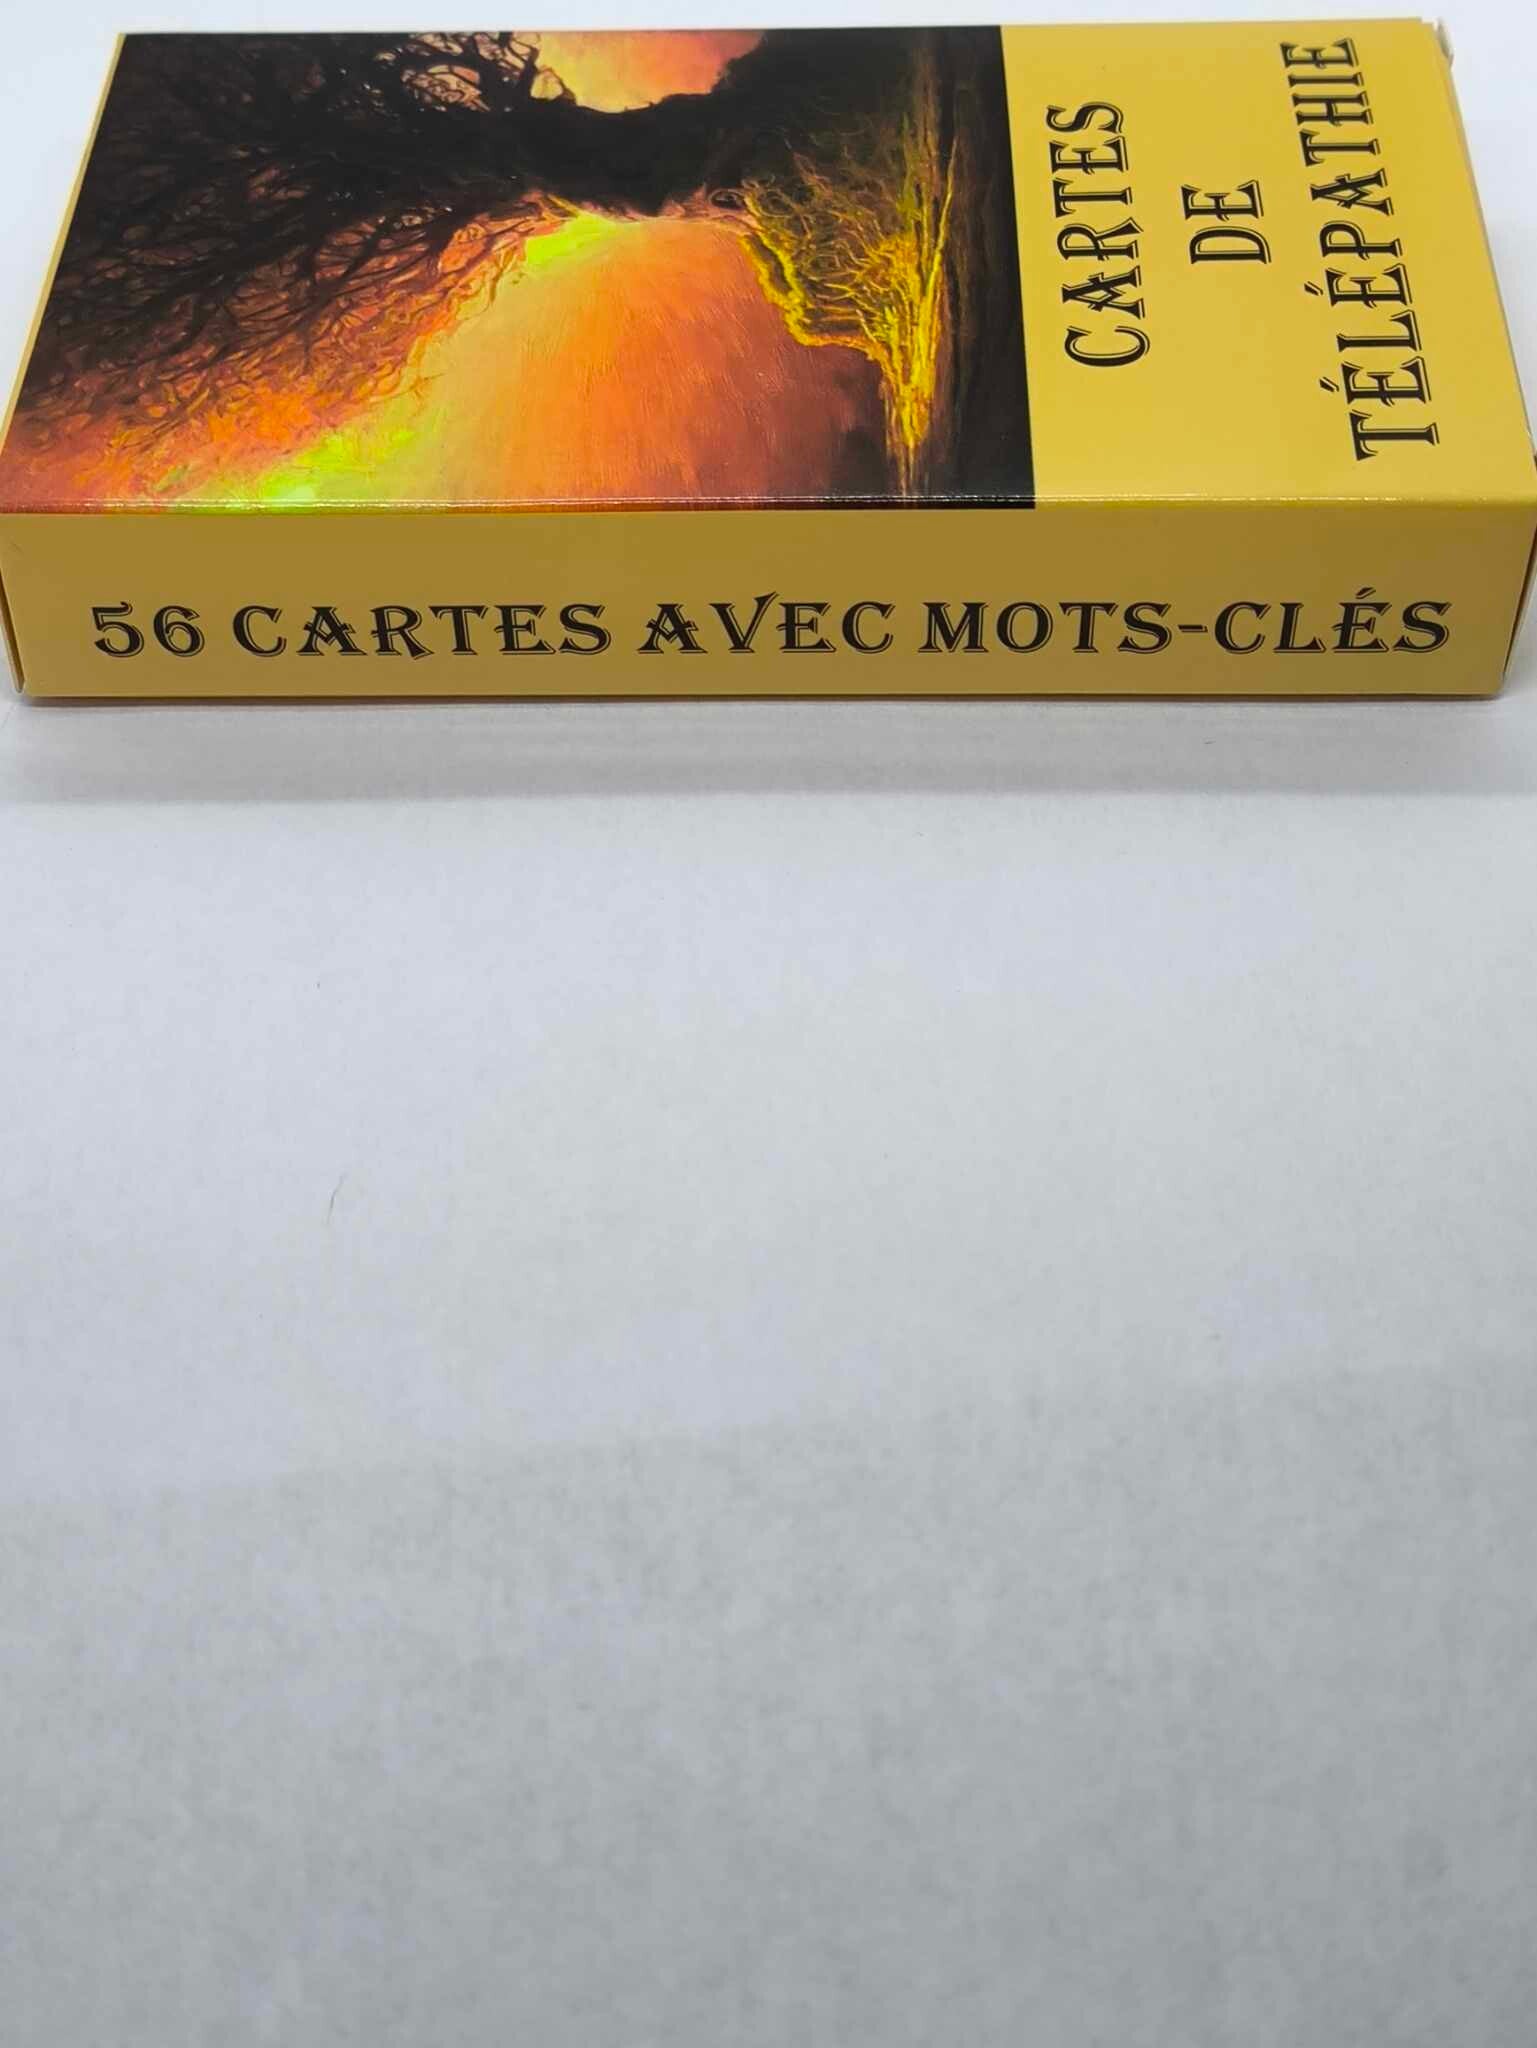 CARTES
DE
TÉLÉPATHIE
56 CARTES AVEC MOTS-CLÉS